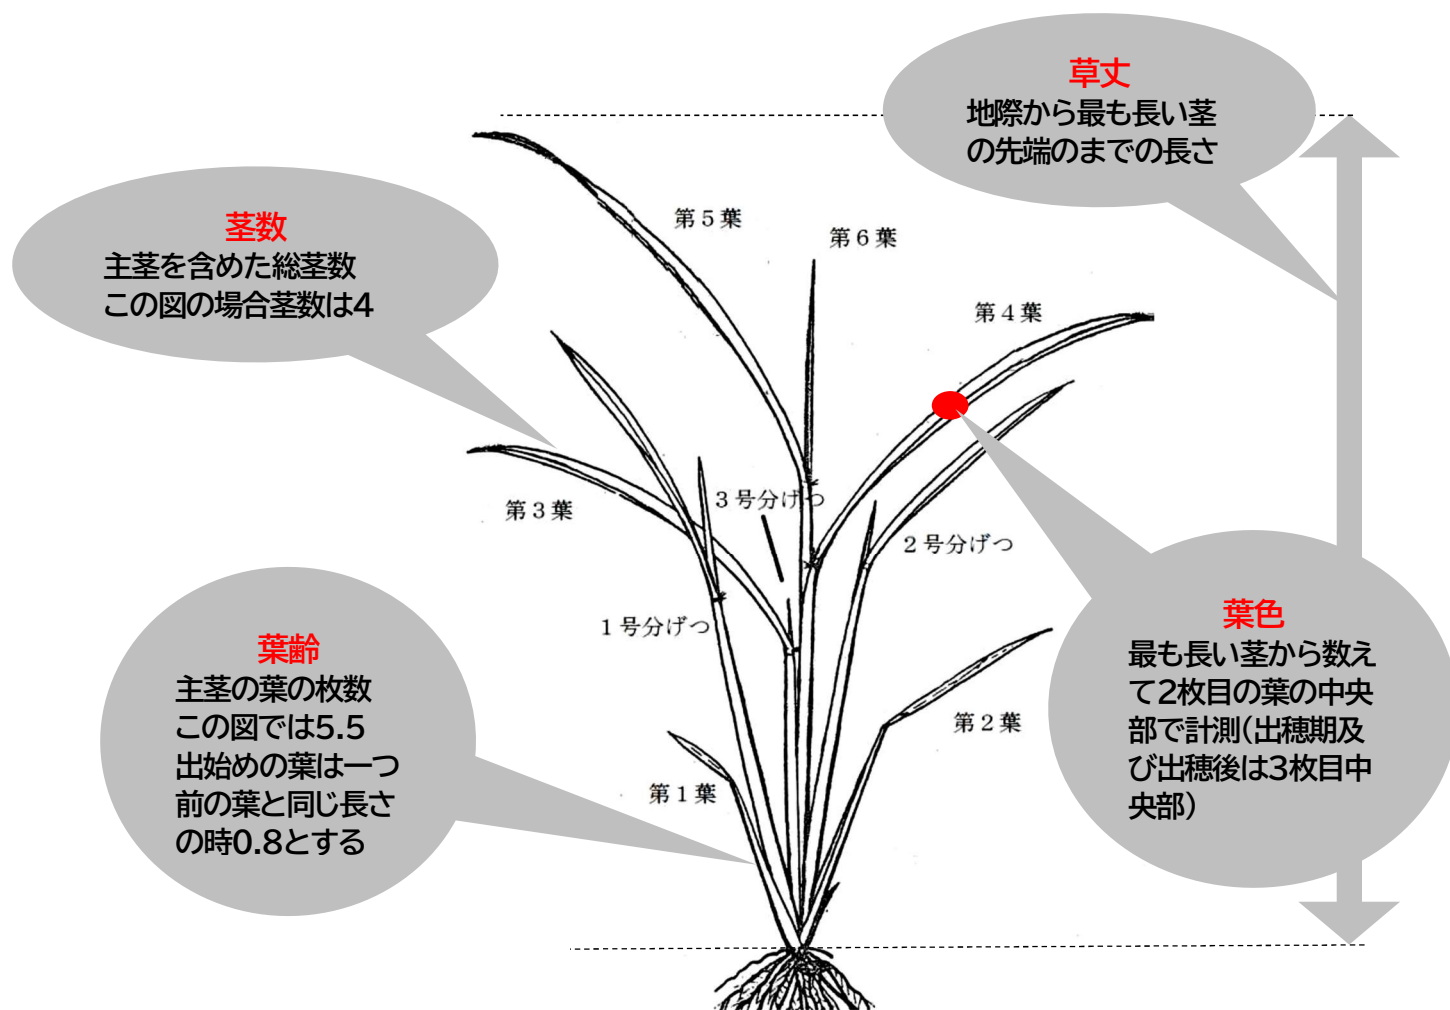 草丈
地際から最も長い茎
の先端のまでの長さ
茎数
主茎を含めた総茎数
この図の場合茎数は4
第5葉
第6葉
第4葉
第3葉
3号分げつ
2号分げつ
1号分げつ
葉齢
主茎の葉の枚数
この図では5.5
出始めの葉は一つ
前の葉と同じ長さ
の時0.8とする
葉色
最も長い茎から数え
て2枚目の葉の中央
部で計測(出穂期及
び出穂後は3枚目中
央部)
第2葉
第1葉